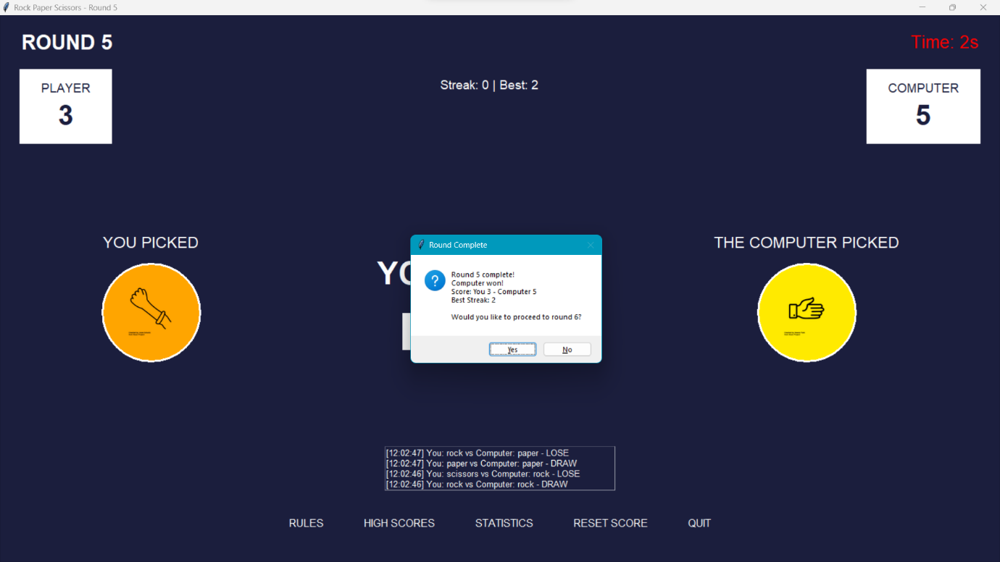 Rock Paper Scissors - Round 5
ROUND 5
Time: 2s
PLAYER
3
Streak: 0 | Best: 2
COMPUTER
5
YOU PICKED
THE COMPUTER PICKED
Round Complete
Round 5 complete!
Computer won!
Score: You 3 - Computer 5
Best Streak: 2
Would you like to proceed to round 6?
Yes
No
[12:02:47] You: rock vs Computer: paper - LOSE
[12:02:47] You: paper vs Computer: paper - DRAW
[12:02:46] You: scissors vs Computer: rock - LOSE
[12:02:46] You: rock vs Computer: rock - DRAW
RULES
HIGH SCORES
STATISTICS
RESET SCORE
QUIT